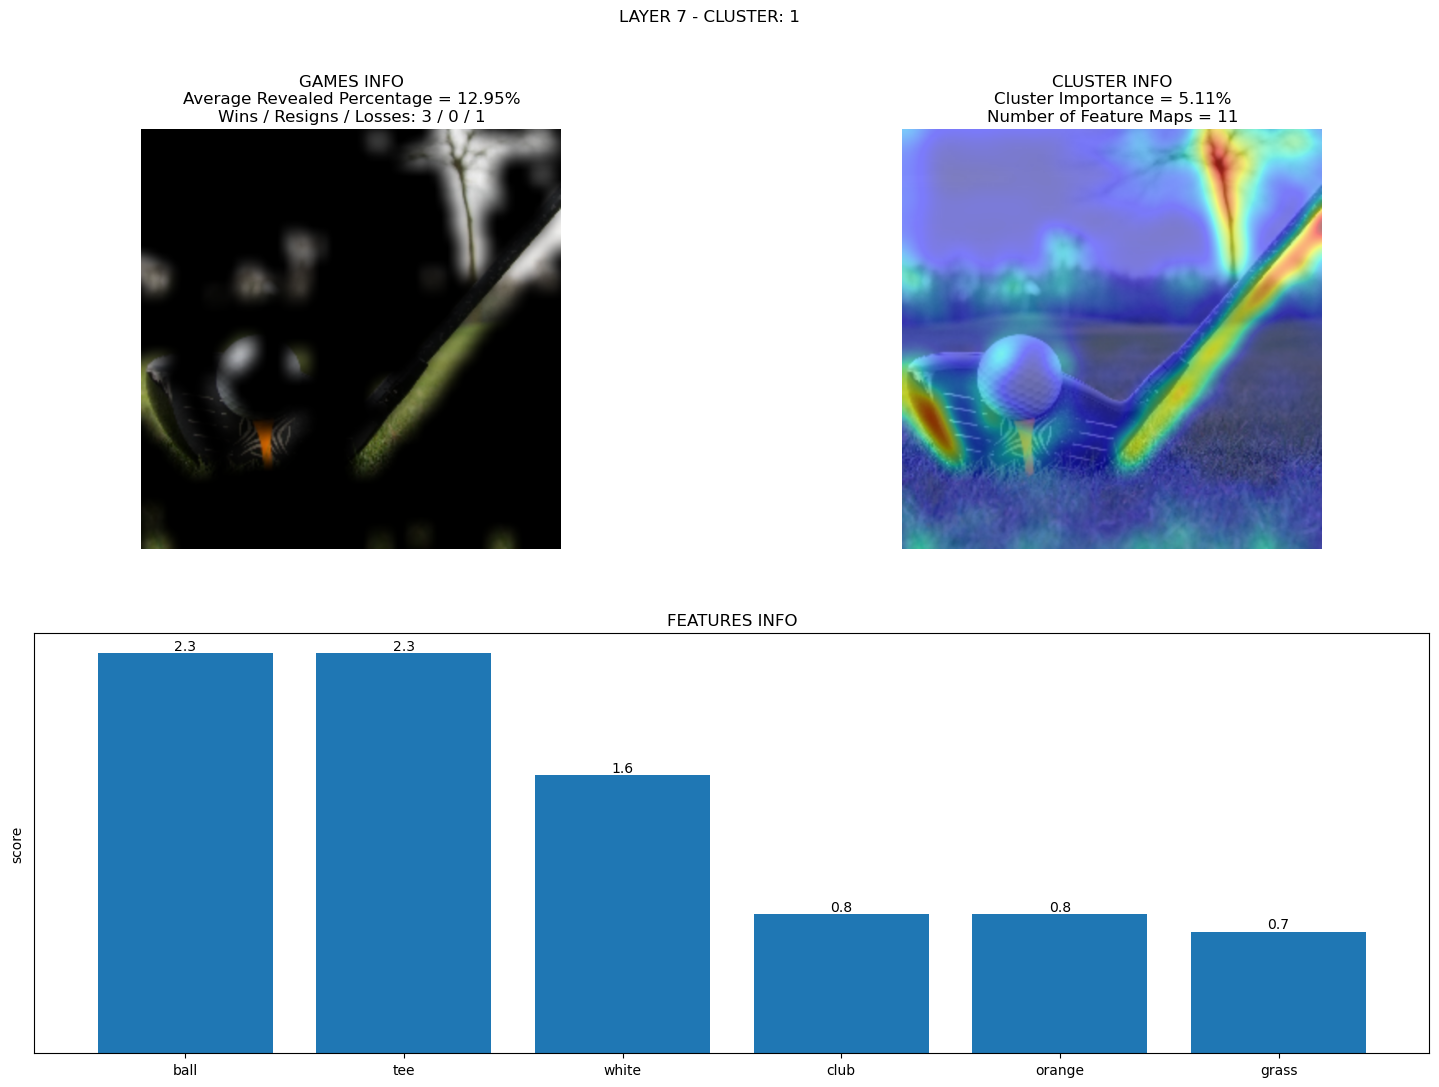 LAYER 7 - CLUSTER: 1
GAMES INFO
Average Revealed Percentage = 12.95%
Wins / Resigns / Losses: 3 / 0 / 1
CLUSTER INFO
Cluster Importance = 5.11%
Number of Feature Maps = 11
FEATURES INFO
score
2.3
2.3
1.6
0.8
0.8
0.7
ball
tee
white
club
orange
grass